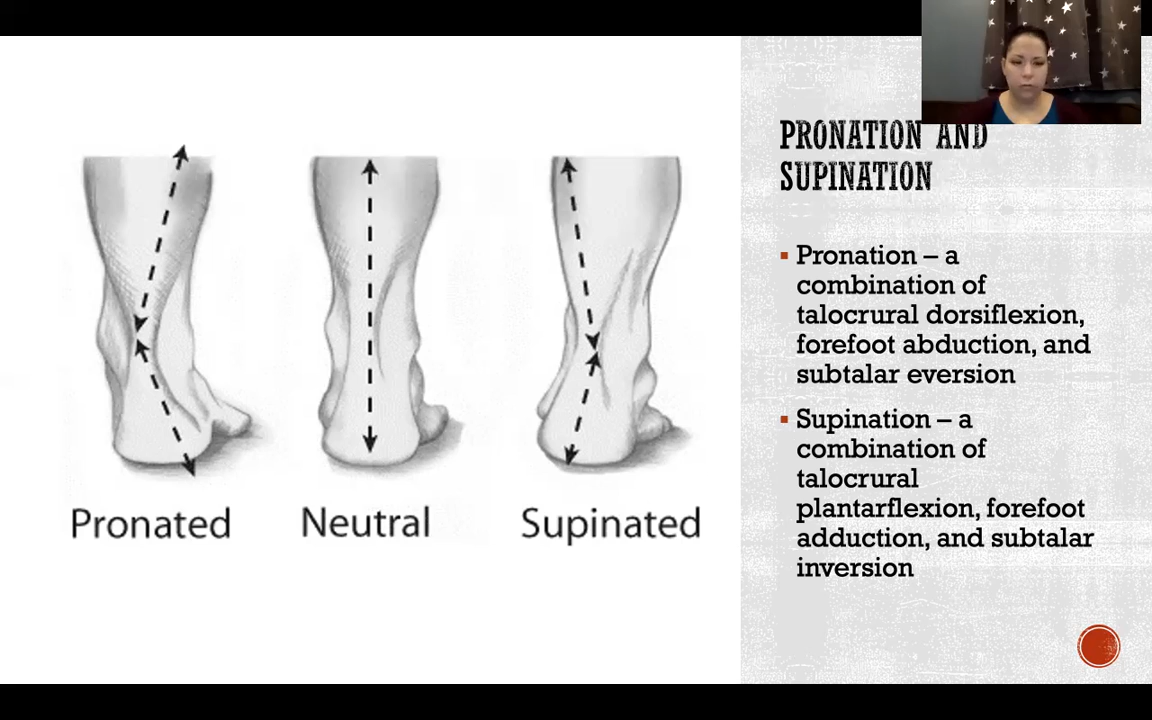 PRONATION AND
SUPINATION
Pronation – a
combination of
talocrural dorsiflexion,
forefoot abduction, and
subtalar eversion
Supination – a
combination of
talocrural
plantarflexion, forefoot
adduction, and subtalar
inversion
Pronated
Neutral
Supinated